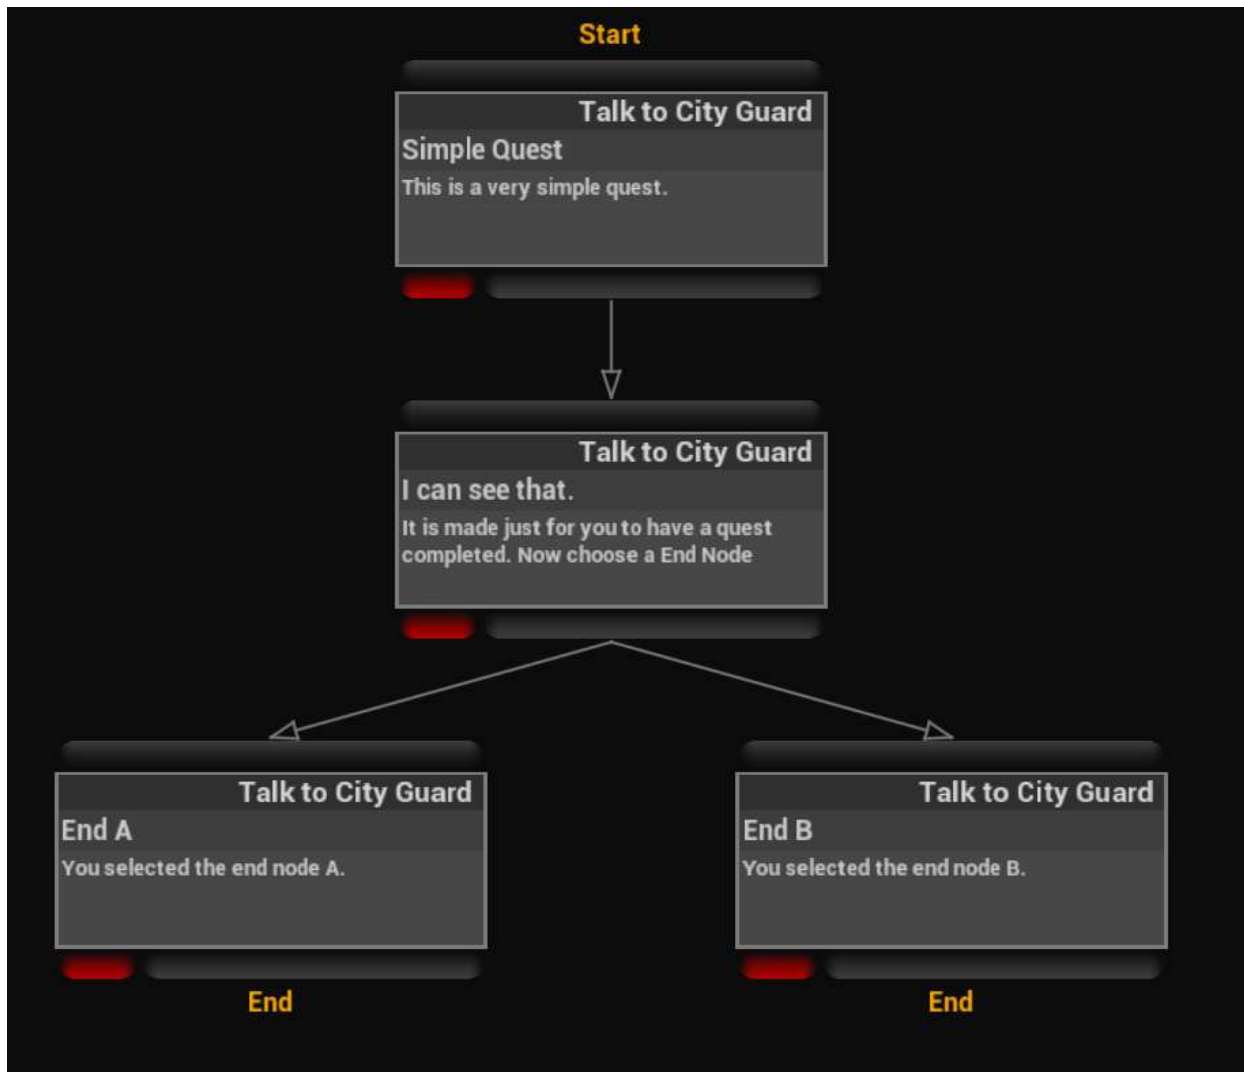 Start
Talk to City Guard
Simple Quest
This is a very simple quest.
Talk to City Guard
I can see that.
It is made just for you to have a quest
completed. Now choose a End Node
Talk to City Guard
End A
You selected the end node A.
End
Talk to City Guard
End B
You selected the end node B.
End